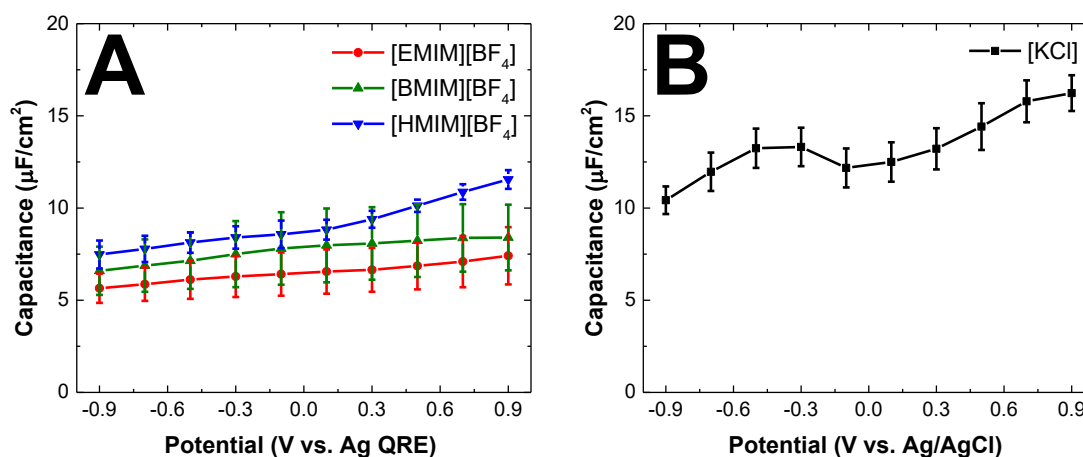 A
20
15
10
5
0
Capacitance (μF/cm²)
[EMIM][BF₄]
[BMIM][BF₄]
[HMIM][BF₄]
-0.9 -0.6 -0.3 0.0 0.3 0.6 0.9
Potential (V vs. Ag QRE)
B
20
15
10
5
0
Capacitance (μF/cm²)
[KCl]
-0.9 -0.6 -0.3 0.0 0.3 0.6 0.9
Potential (V vs. Ag/AgCl)